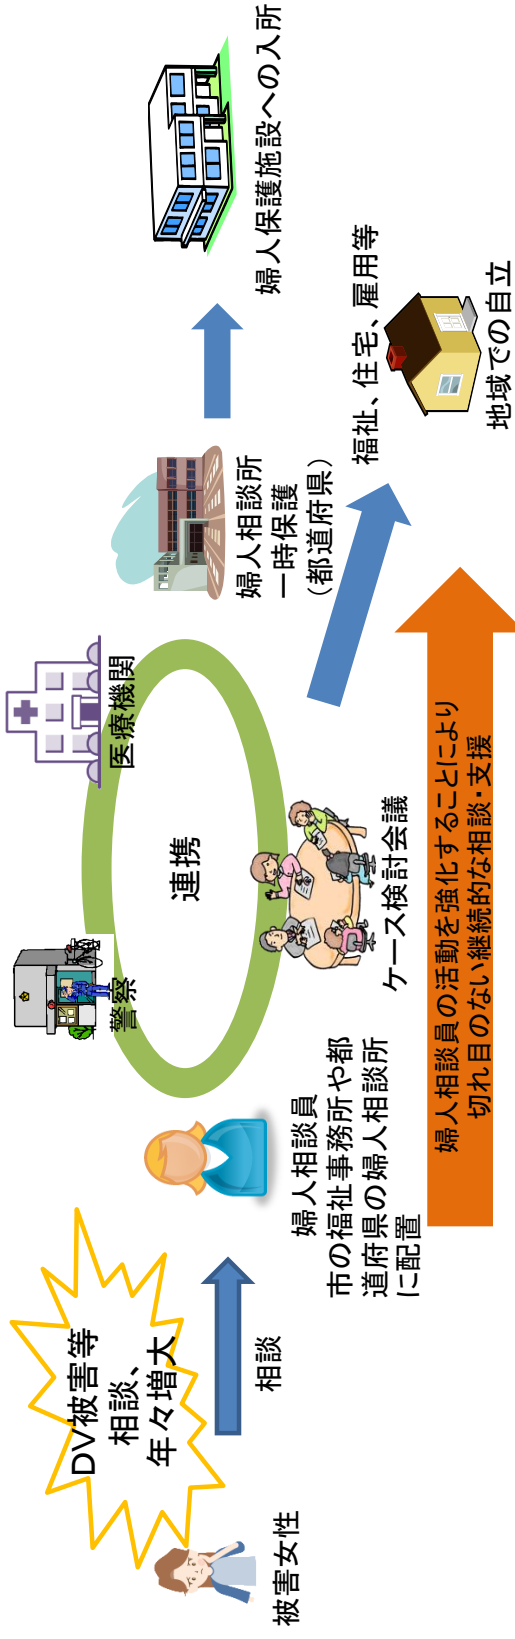 DV被害等
相談、
年々増大
被害女性
相談
婦人相談員
市の福祉事務所や都
道府県の婦人相談所
に配置
警察
医療機関
連携
ケース検討会議
婦人相談所
一時保護
（都道府県）
婦人保護施設への入所
福祉、住宅、雇用等
地域での自立
婦人相談員の活動を強化することにより
切れ目のない継続的な相談・支援